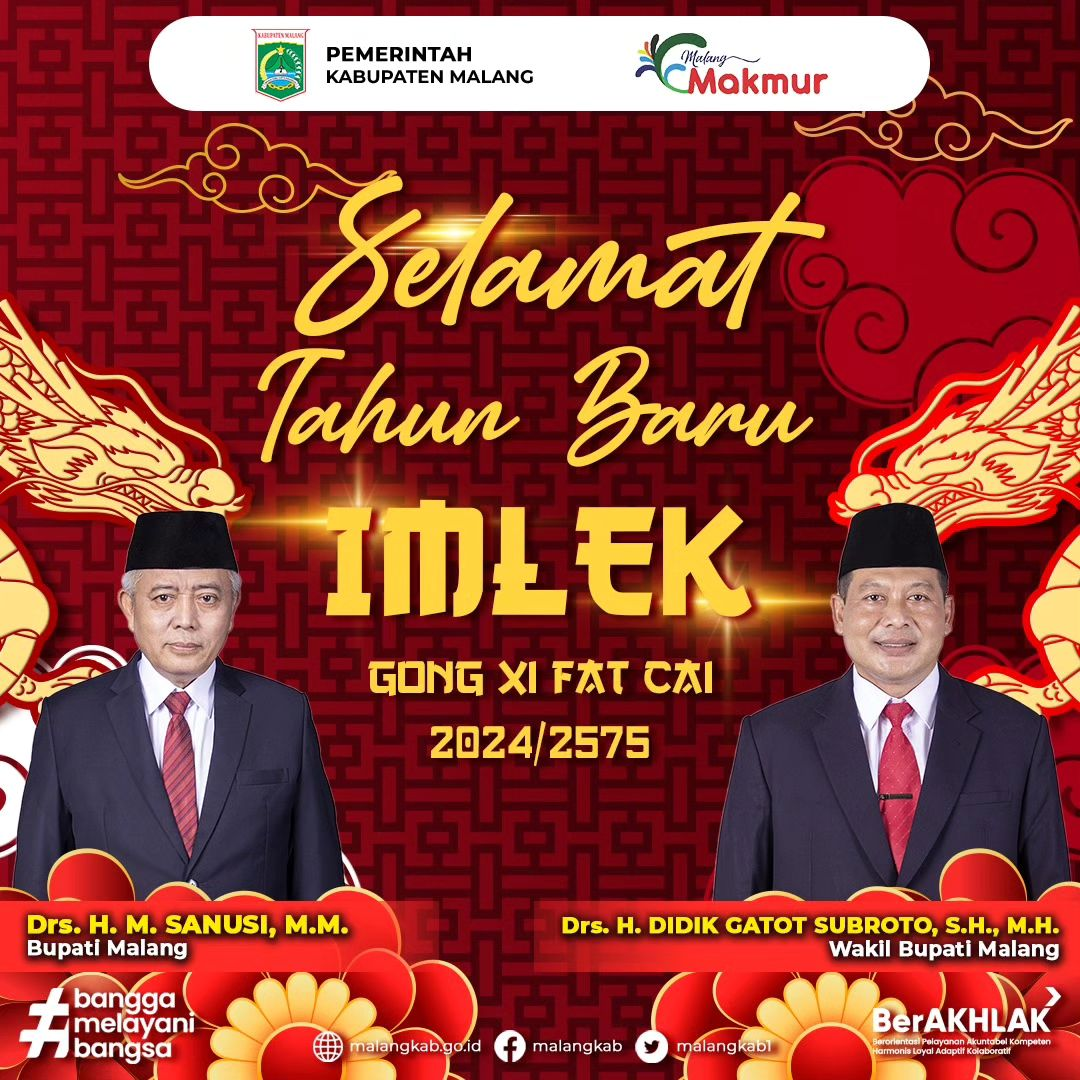 KABUPATEN MALANG
PEMERINTAH
KABUPATEN MALANG
Malang
Makmur
Selamat
Tahun Baru
IMLEK
GONG XI FAT CAI
2024/2575
Drs. H. M. SANUSI, M.M.
Bupati Malang
Drs. H. DIDIK GATOT SUBROTO, S.H., M.H.
Wakil Bupati Malang
#bangga
melayani
bangsa
malangkab.go.id
malangkab
malangkab1
BerAKHLAK
Berorientasi Pelayanan Akuntabel Kompeten
Harmonis Loyal Adaptif Kolaboratif